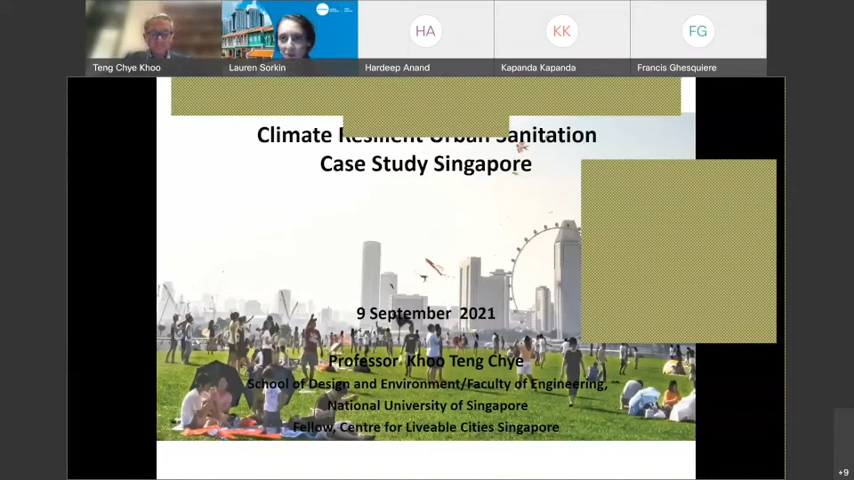 HA
KK
FG
Teng Chye Khoo
Lauren Sorkin
Hardeep Anand
Kapanda Kapanda
Francis Ghesquiere
Climate Resilient Urban Sanitation
Case Study Singapore
9 September 2021
Professor Khoo Teng Chye
School of Design and Environment/Faculty of Engineering,
National University of Singapore
Fellow, Centre for Liveable Cities Singapore
+9